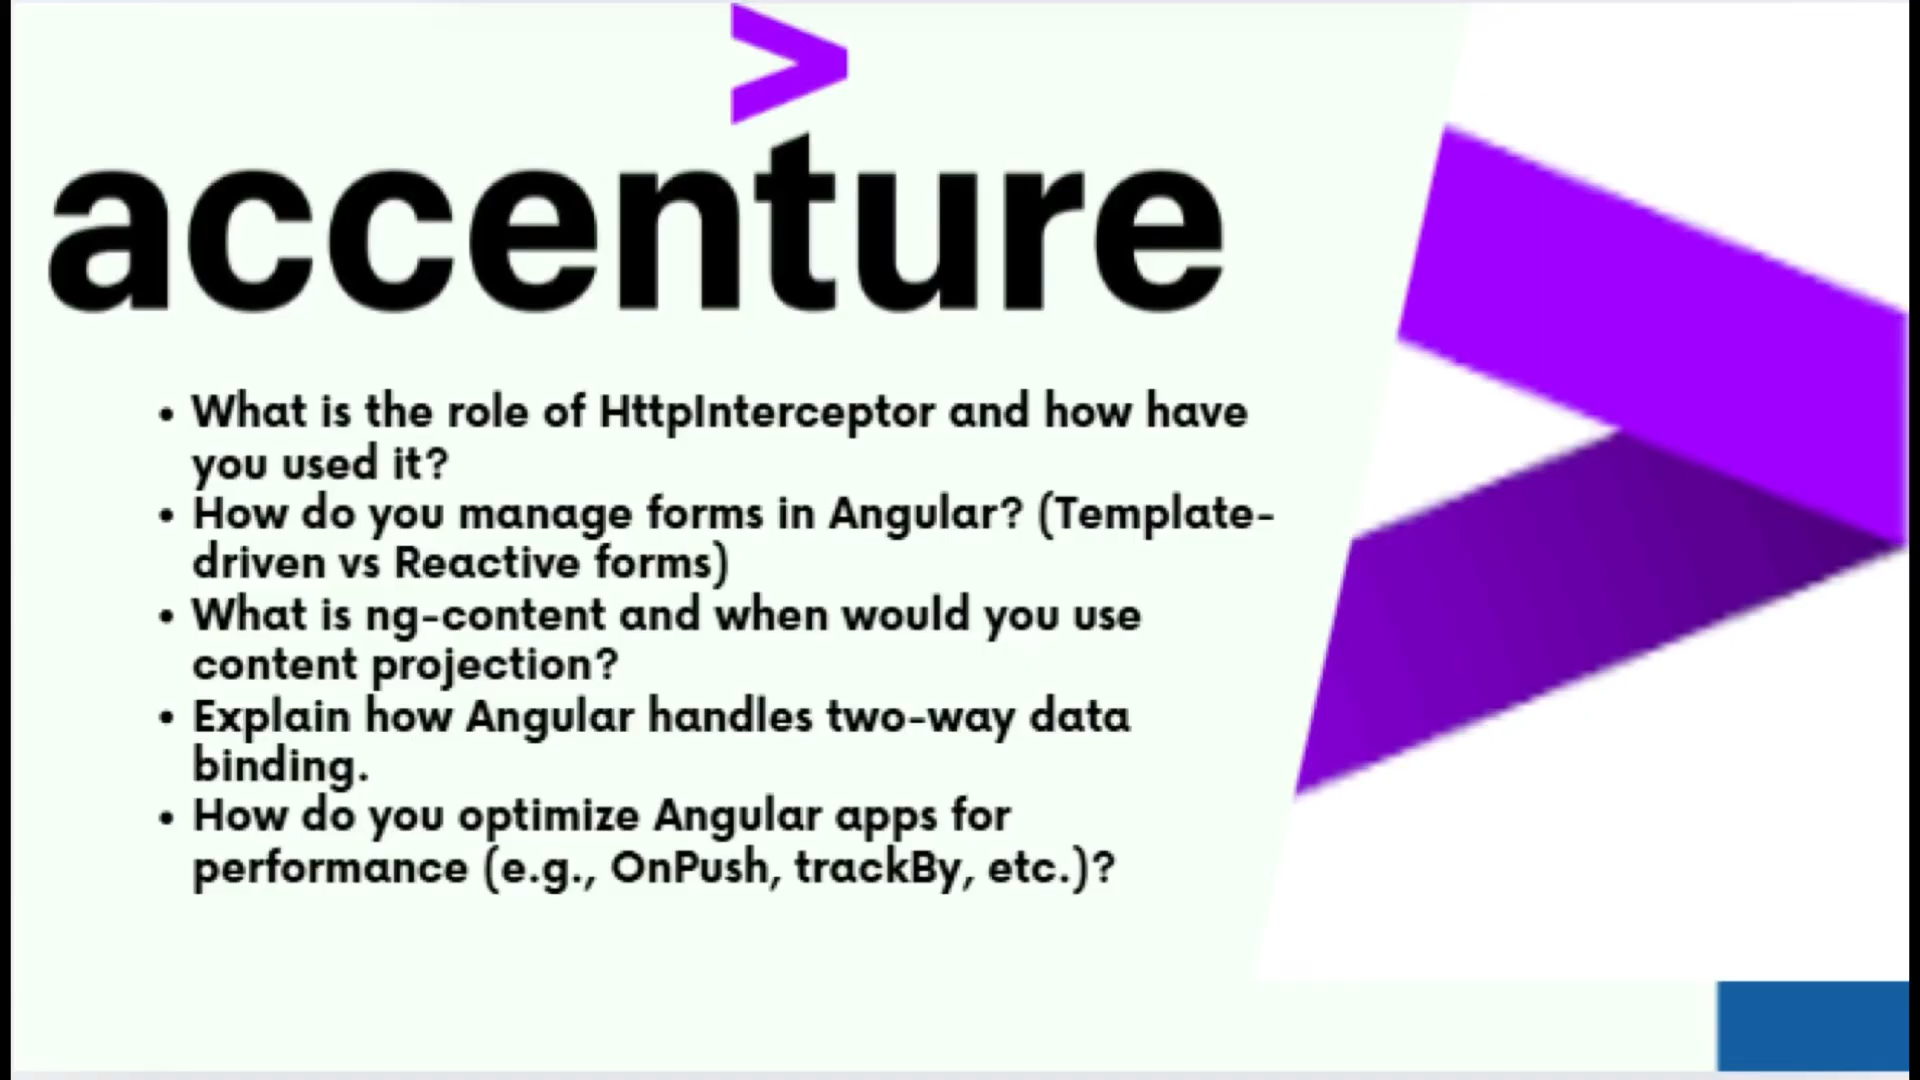 >
accenture
• What is the role of HttpInterceptor and how have
you used it?
• How do you manage forms in Angular? (Template-
driven vs Reactive forms)
• What is ng-content and when would you use
content projection?
• Explain how Angular handles two-way data
binding.
• How do you optimize Angular apps for
performance (e.g., OnPush, trackBy, etc.)?